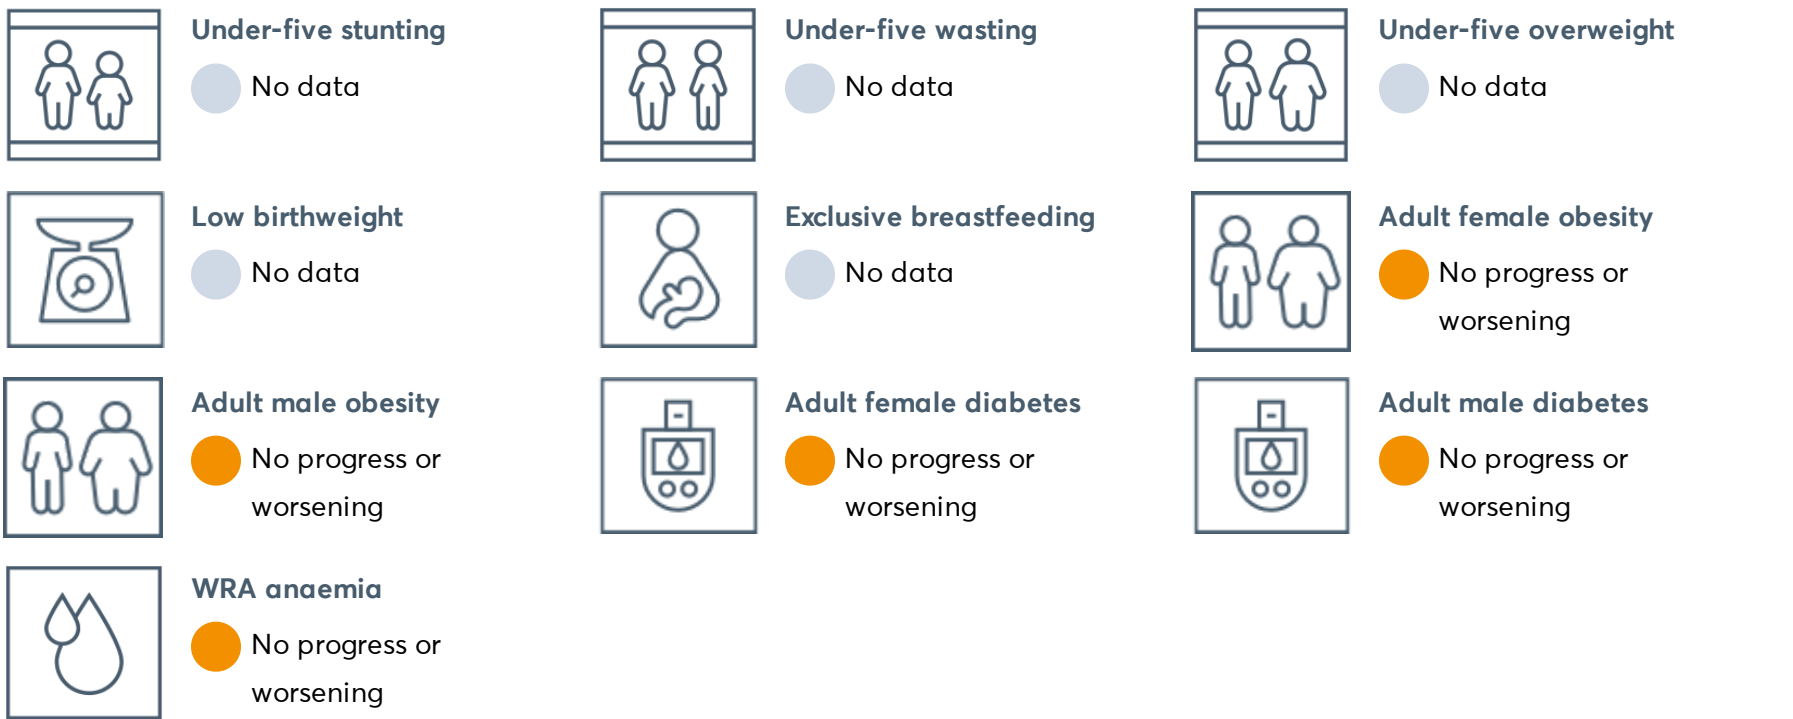 Under-five stunting
No data
Under-five wasting
No data
Under-five overweight
No data
Low birthweight
No data
Exclusive breastfeeding
No data
Adult female obesity
No progress or
worsening
Adult male obesity
No progress or
worsening
Adult female diabetes
No progress or
worsening
Adult male diabetes
No progress or
worsening
WRA anaemia
No progress or
worsening